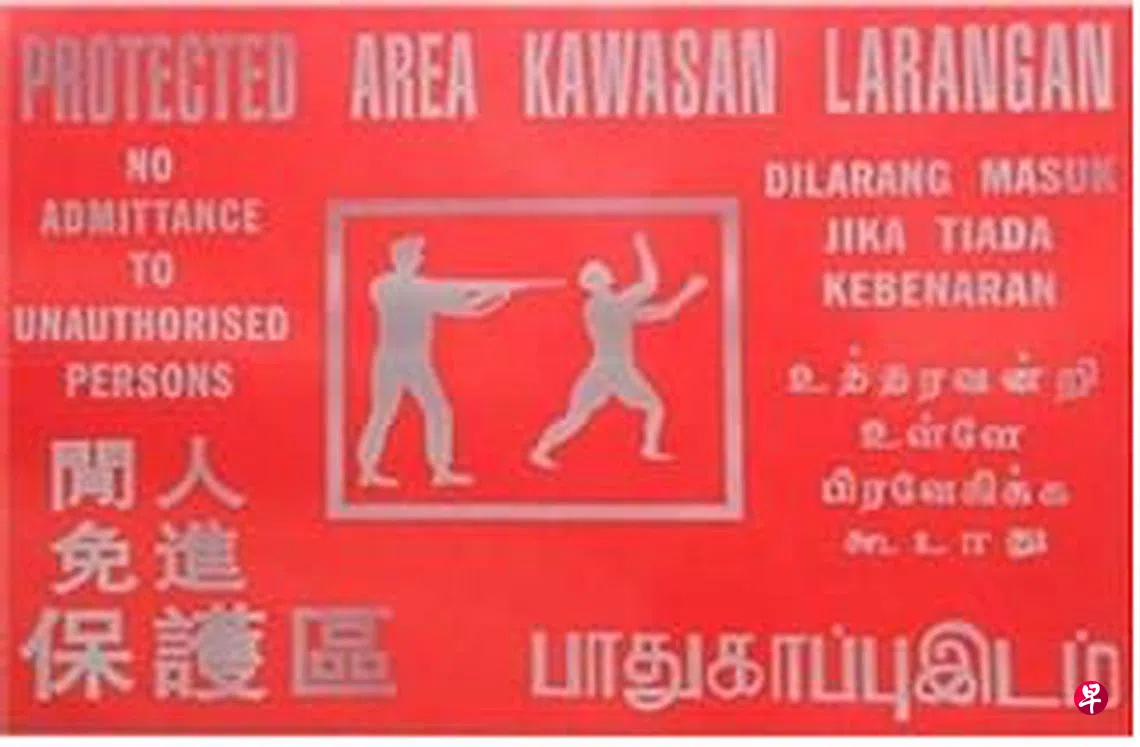 PROTECTED AREA KAWASAN LARANGAN
NO
ADMITTANCE
TO
UNAUTHORISED
PERSONS
閒人
免進
保護區
DILARANG MASUK
JIKA TIADA
KEBENARAN
உத்தரவன்றி
உள்ளே
பிரவேசிக்க
கூடாது
பாதுகாப்புஇடம்
早